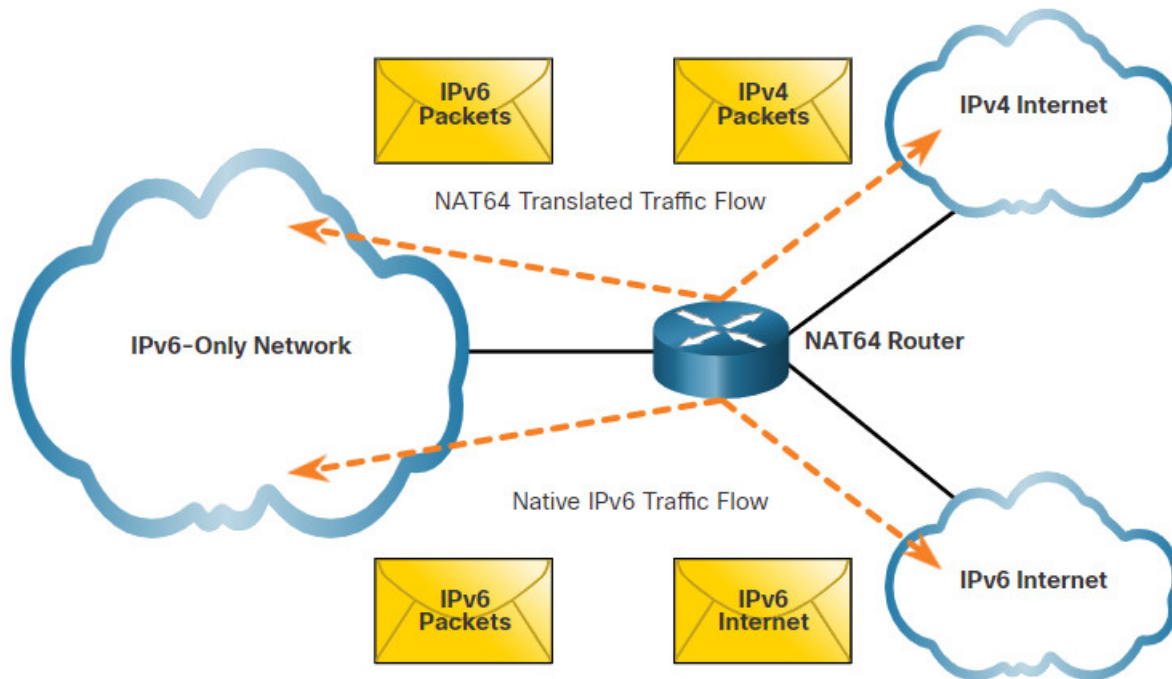 IPv6
Packets
IPv4
Packets
IPv4 Internet
NAT64 Translated Traffic Flow
IPv6-Only Network
NAT64 Router
Native IPv6 Traffic Flow
IPv6
Packets
IPv6
Internet
IPv6 Internet